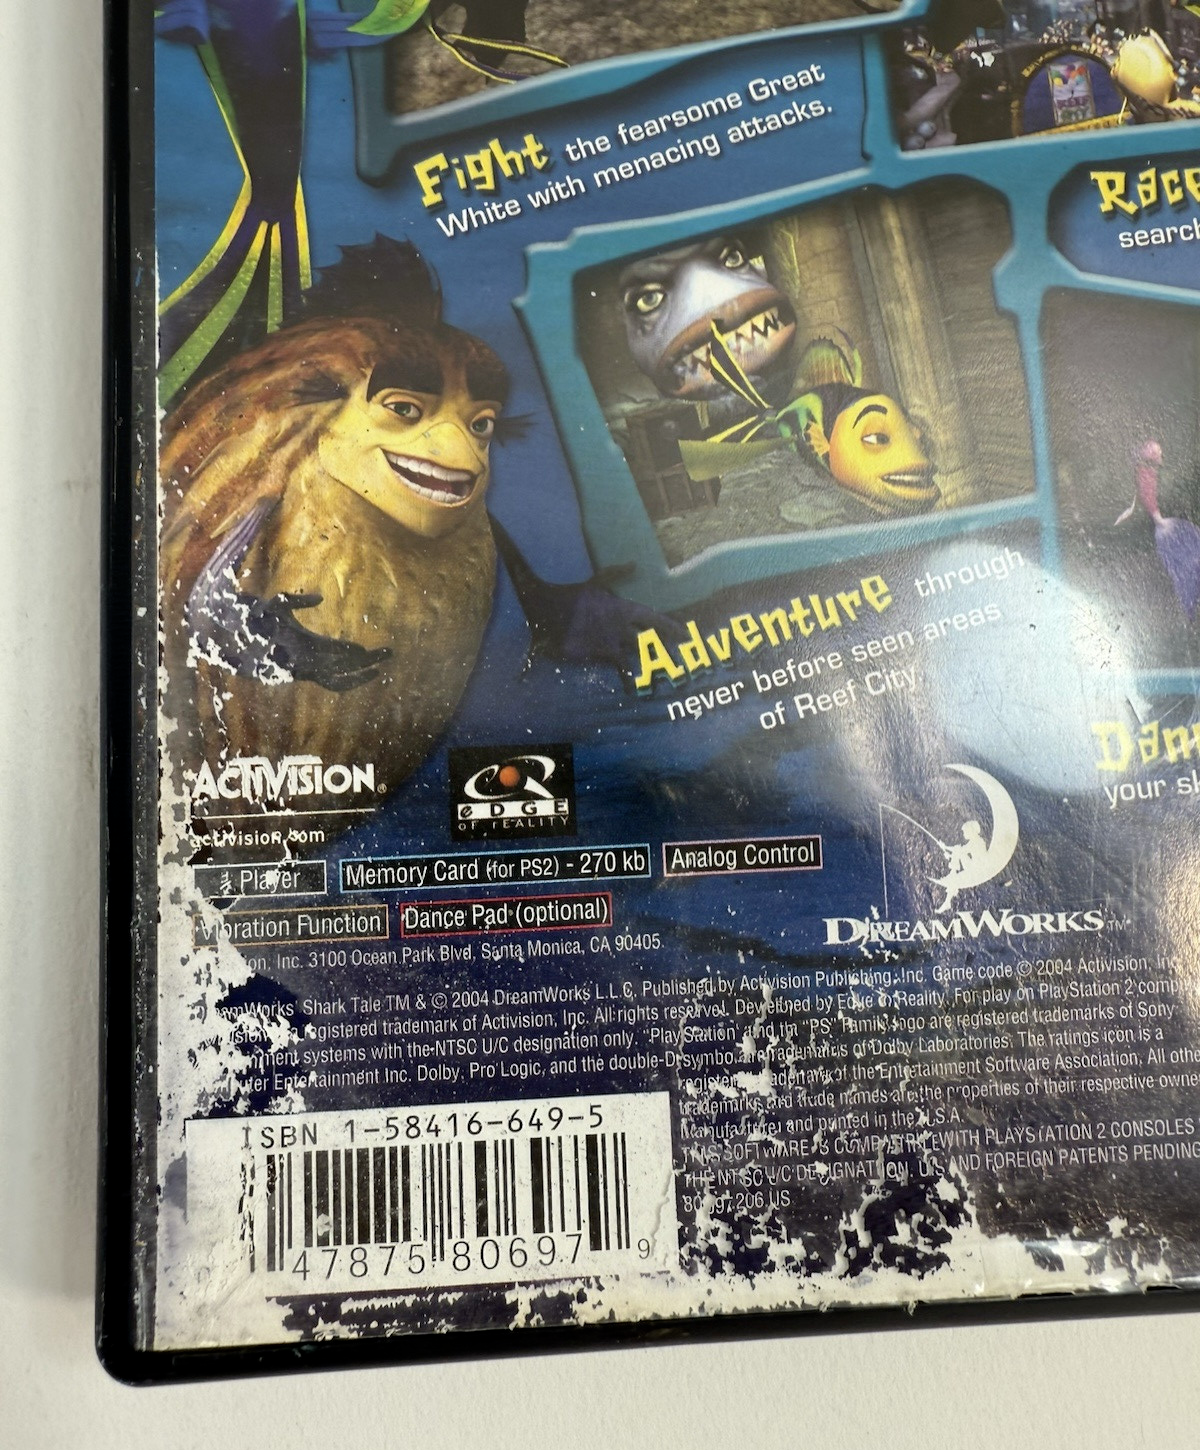 Fight the fearsome Great
White with menacing attacks.
search
Adventure through
never before seen areas
of Reef City
your
ACTIVISION®
activision.com
EDGE
OF REALITY
Player
Memory Card (for PS2) - 270 kb
Analog Control
Vibration Function
Dance Pad (optional)
DREAMWORKS™
Inc. 3100 Ocean Park Blvd, Santa Monica, CA 90405.
Shark Tale TM & © 2004 DreamWorks L.L.C. Published by Activision Publishing, Inc. Game code © 2004 Activision, Inc
registered trademark of Activision, Inc. All rights reserved. Developed by Edge of Reality. For play on PlayStation 2 comp
systems with the NTSC U/C designation only. "PlayStation" and the "PS" Family logo are registered trademarks of Sony
Entertainment Inc. Dolby, Pro Logic, and the double-D symbol are trademarks of Dolby Laboratories. The ratings icon is a
trademark of the Entertainment Software Association. All
trademarks and trade names are the properties of their respective
Manufactured and printed in the U.S.A.
THIS SOFTWARE IS COMPATIBLE WITH PLAYSTATION 2 CONSOLES
THE NTSC U/C DESIGNATION. U.S. AND FOREIGN PATENTS PENDING
80697.206.US
ISBN 1-58416-649-5
0 47875 80697 9